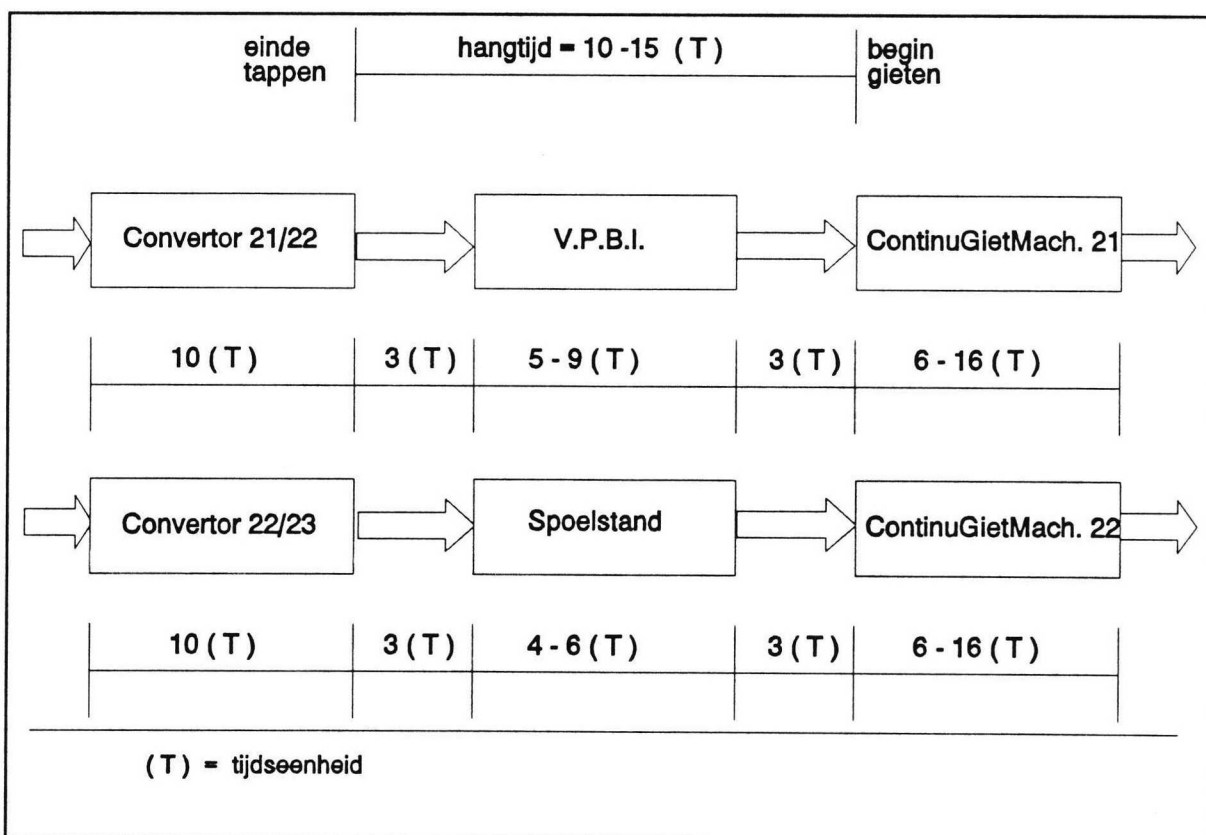 einde
tappen
hangtijd = 10 -15 (T)
begin
gieten
Convertor 21/22
V.P.B.I.
ContinuGietMach. 21
10 (T)
3 (T)
5 - 9 (T)
3 (T)
6 - 16 (T)
Convertor 22/23
Spoelstand
ContinuGietMach. 22
10 (T)
3 (T)
4 - 6 (T)
3 (T)
6 - 16 (T)
(T) = tijdseenheid